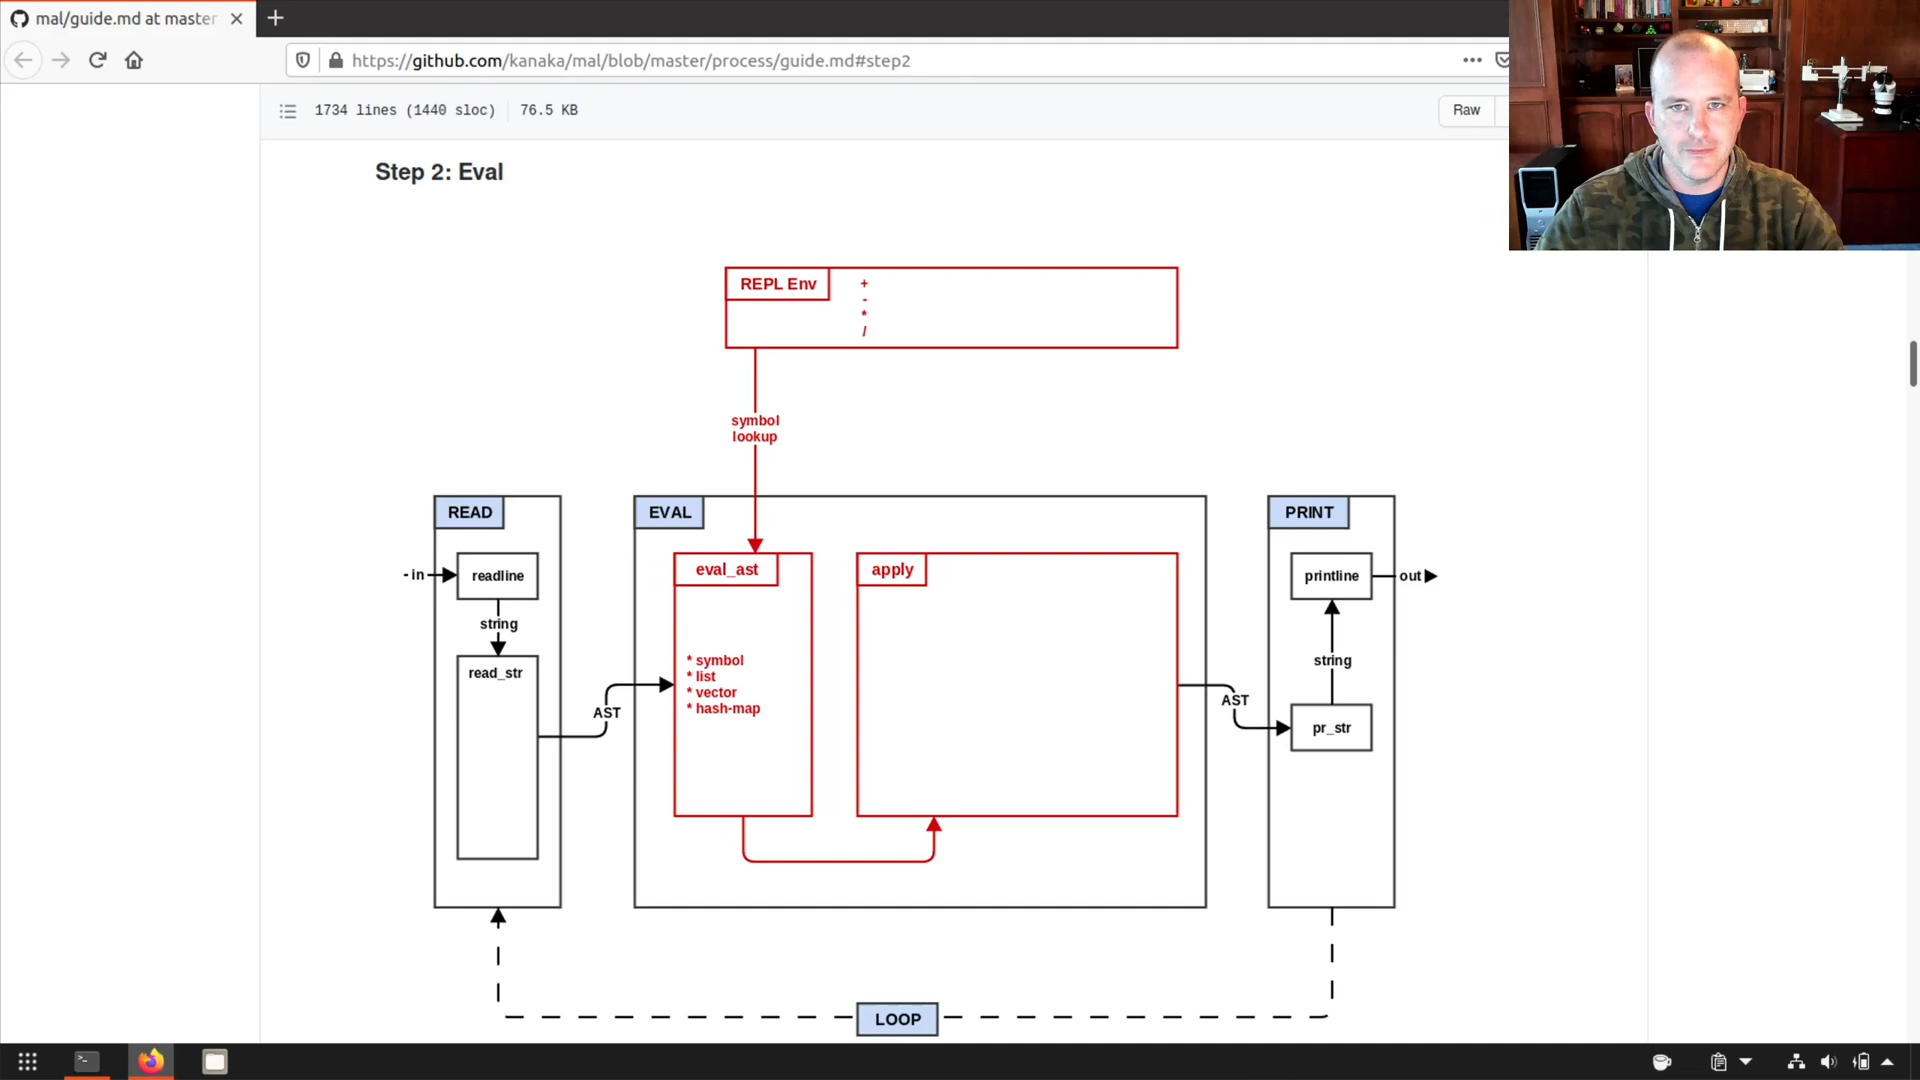 mal/guide.md at master
https://github.com/kanaka/mal/blob/master/process/guide.md#step2
1734 lines (1440 sloc) 76.5 KB
Raw
Step 2: Eval
REPL Env
+
-
*
/
symbol
lookup
READ
EVAL
PRINT
- in
readline
string
read_str
AST
eval_ast
* symbol
* list
* vector
* hash-map
apply
AST
printline
out
string
pr_str
LOOP